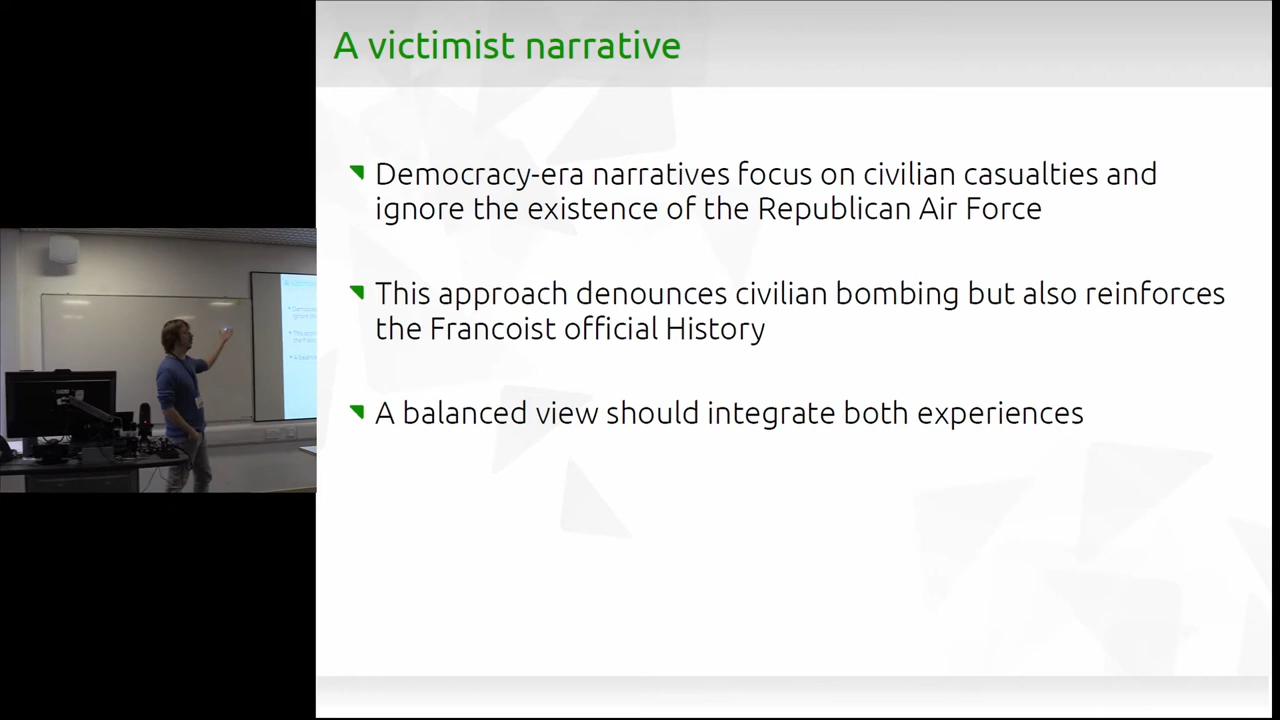 A victimist narrative
Democracy-era narratives focus on civilian casualties and
ignore the existence of the Republican Air Force
This approach denounces civilian bombing but also reinforces
the Francoist official History
A balanced view should integrate both experiences